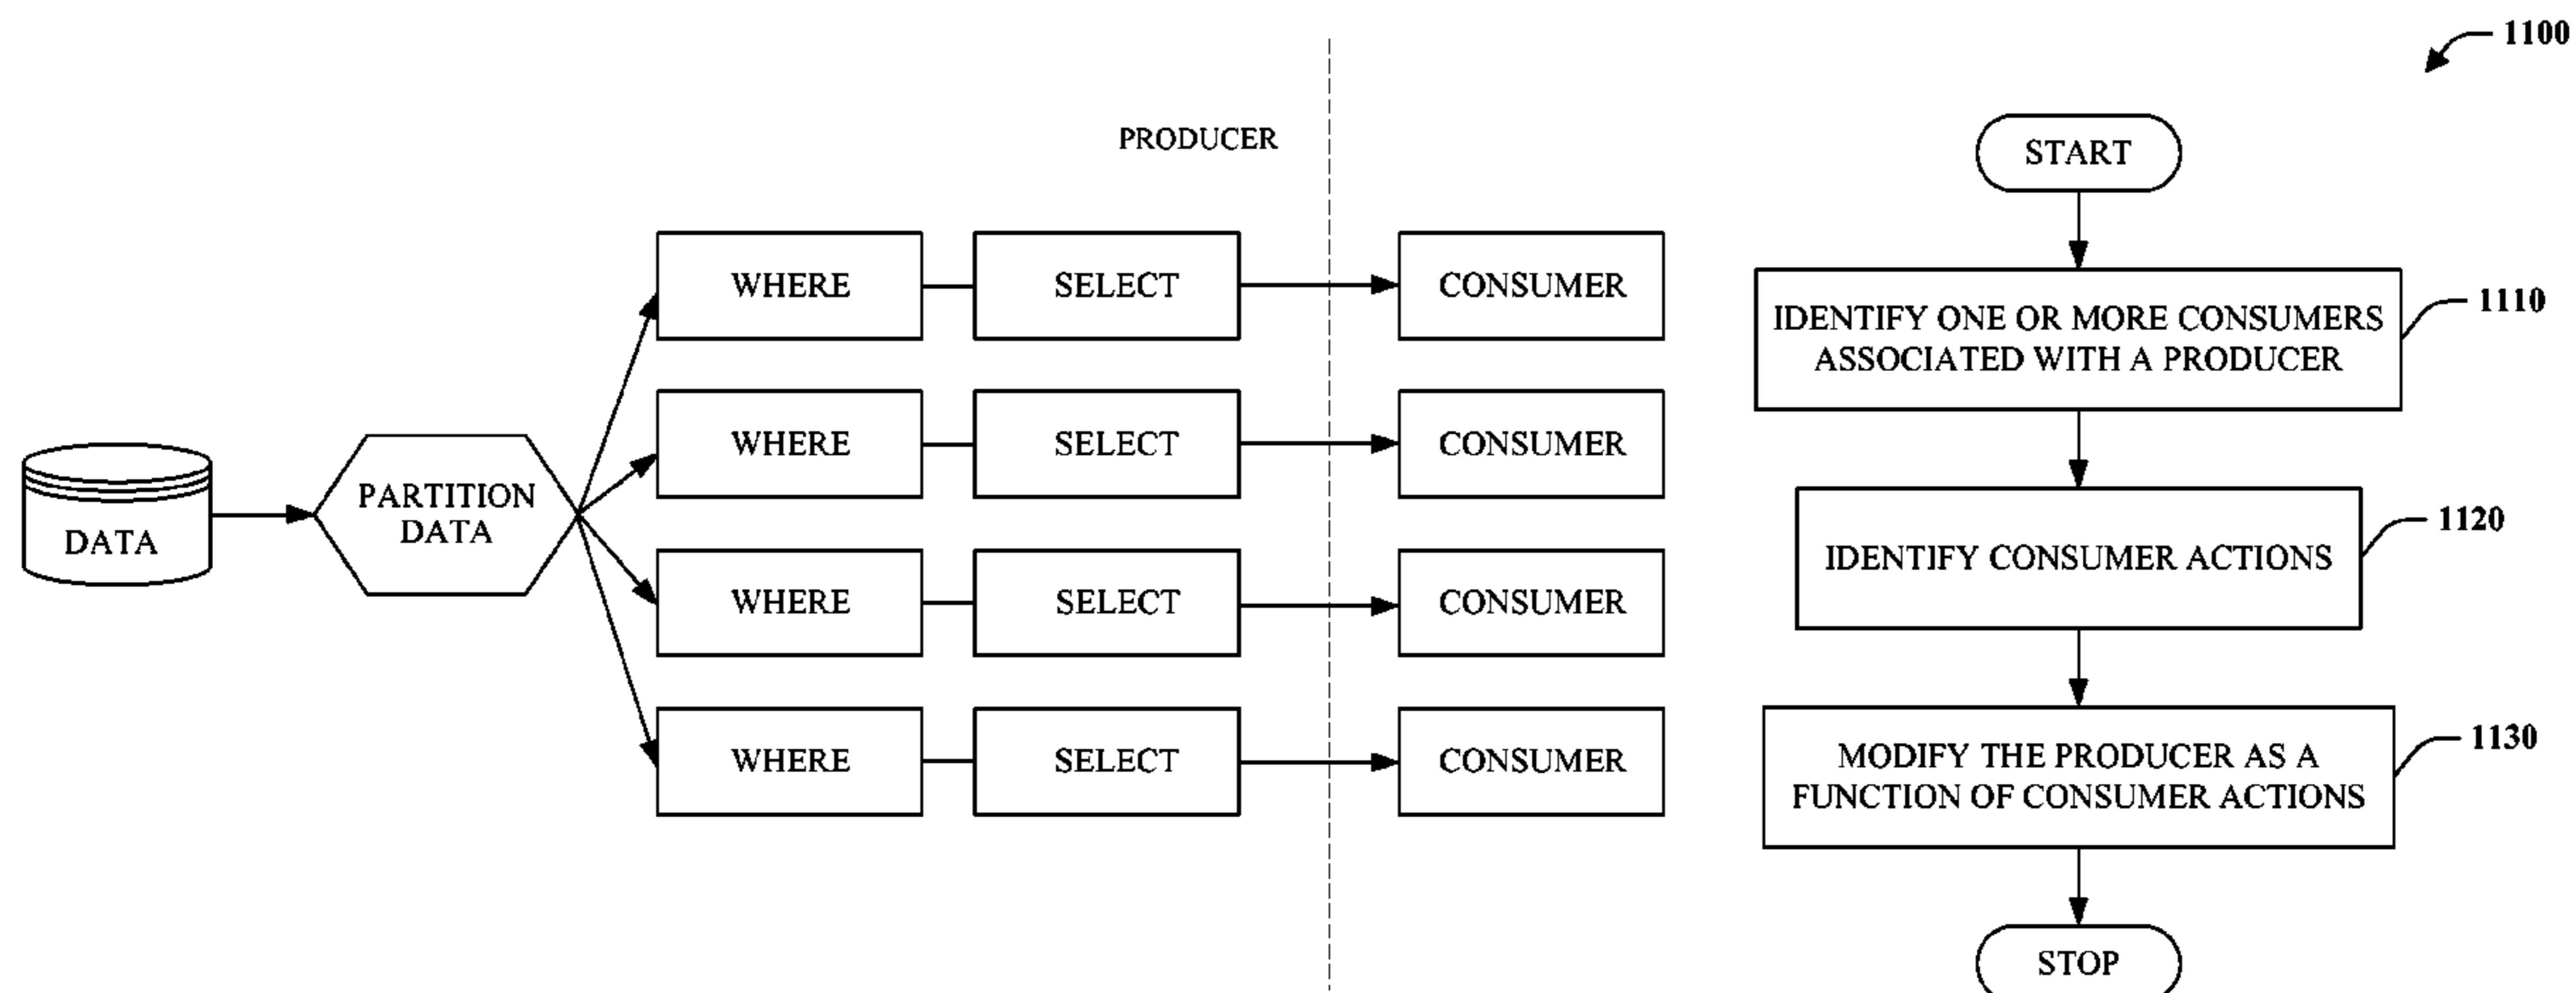 PRODUCER
WHERE
SELECT
CONSUMER
WHERE
SELECT
CONSUMER
DATA
PARTITION
DATA
WHERE
SELECT
CONSUMER
WHERE
SELECT
CONSUMER
1100
START
IDENTIFY ONE OR MORE CONSUMERS
ASSOCIATED WITH A PRODUCER
1110
IDENTIFY CONSUMER ACTIONS
1120
MODIFY THE PRODUCER AS A
FUNCTION OF CONSUMER ACTIONS
1130
STOP